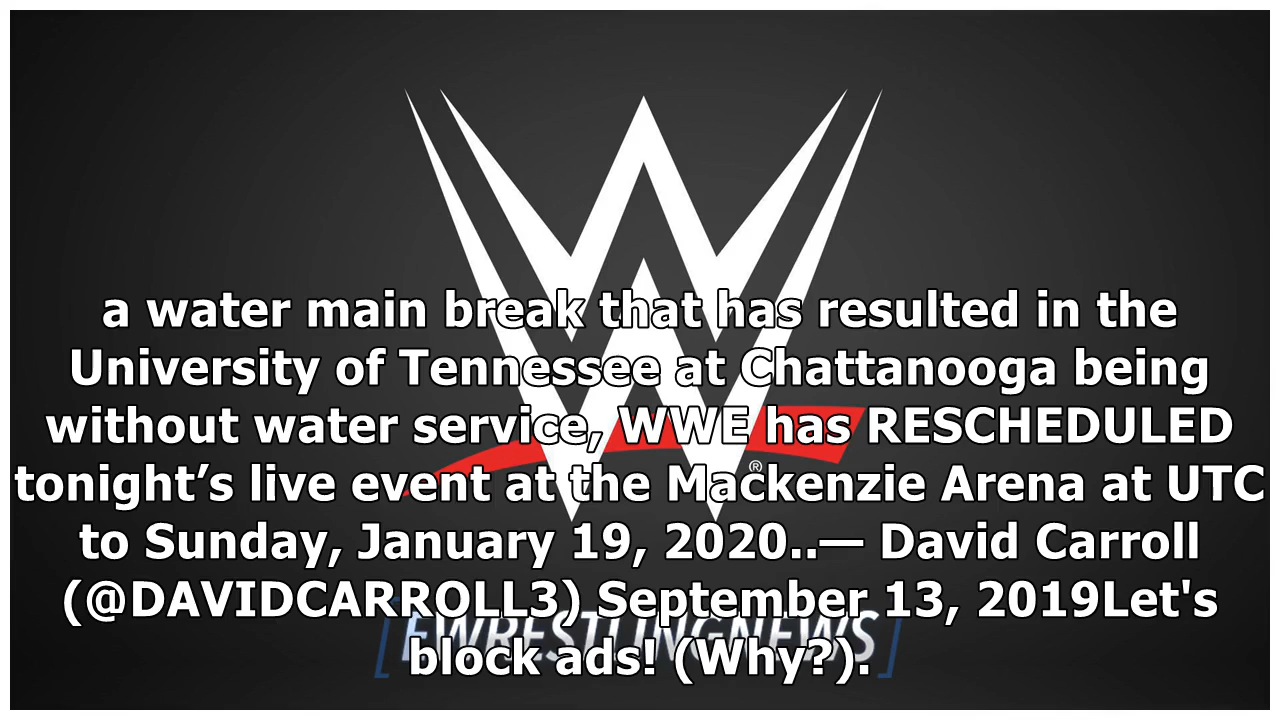 a water main break that has resulted in the
University of Tennessee at Chattanooga being
without water service, WWE has RESCHEDULED
tonight’s live event at the Mackenzie Arena at UTC
to Sunday, January 19, 2020..— David Carroll
(@DAVIDCARROLL3) September 13, 2019Let's
block ads! (Why?).
[EWRESTLINGNEWS]
®